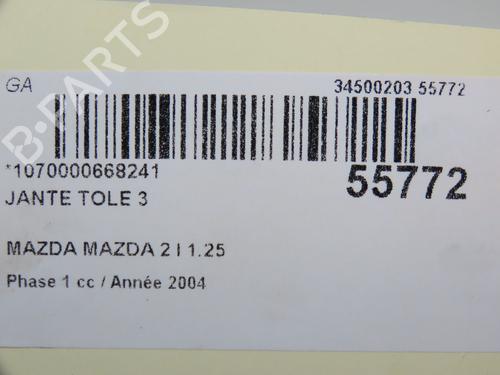 GA
34500203 55772
*1070000668241
55772
JANTE TOLE 3
MAZDA MAZDA 2 I 1.25
Phase 1 cc / Année 2004
B-PARTS